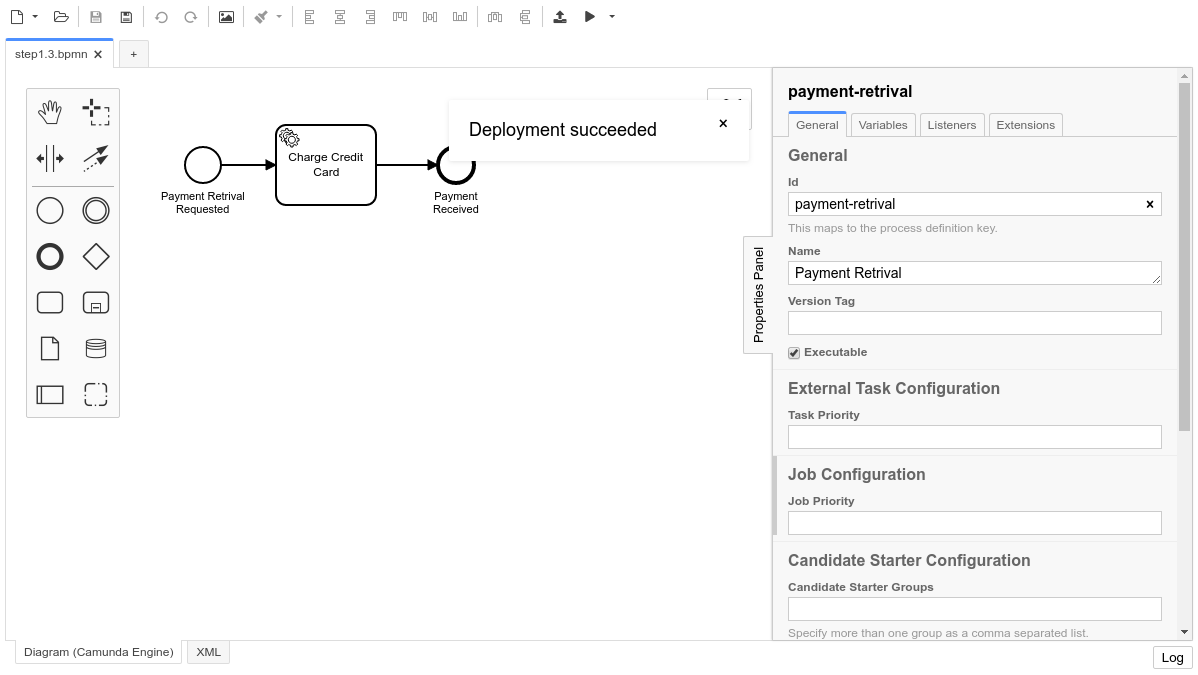 step1.3.bpmn
+
Deployment succeeded
Charge Credit
Card
Payment Retrival
Requested
Payment
Received
Properties Panel
payment-retrival
General
Variables
Listeners
Extensions
General
Id
payment-retrival
This maps to the process definition key.
Name
Payment Retrival
Version Tag
Executable
External Task Configuration
Task Priority
Job Configuration
Job Priority
Candidate Starter Configuration
Candidate Starter Groups
Specify more than one group as a comma separated list.
Diagram (Camunda Engine)
XML
Log